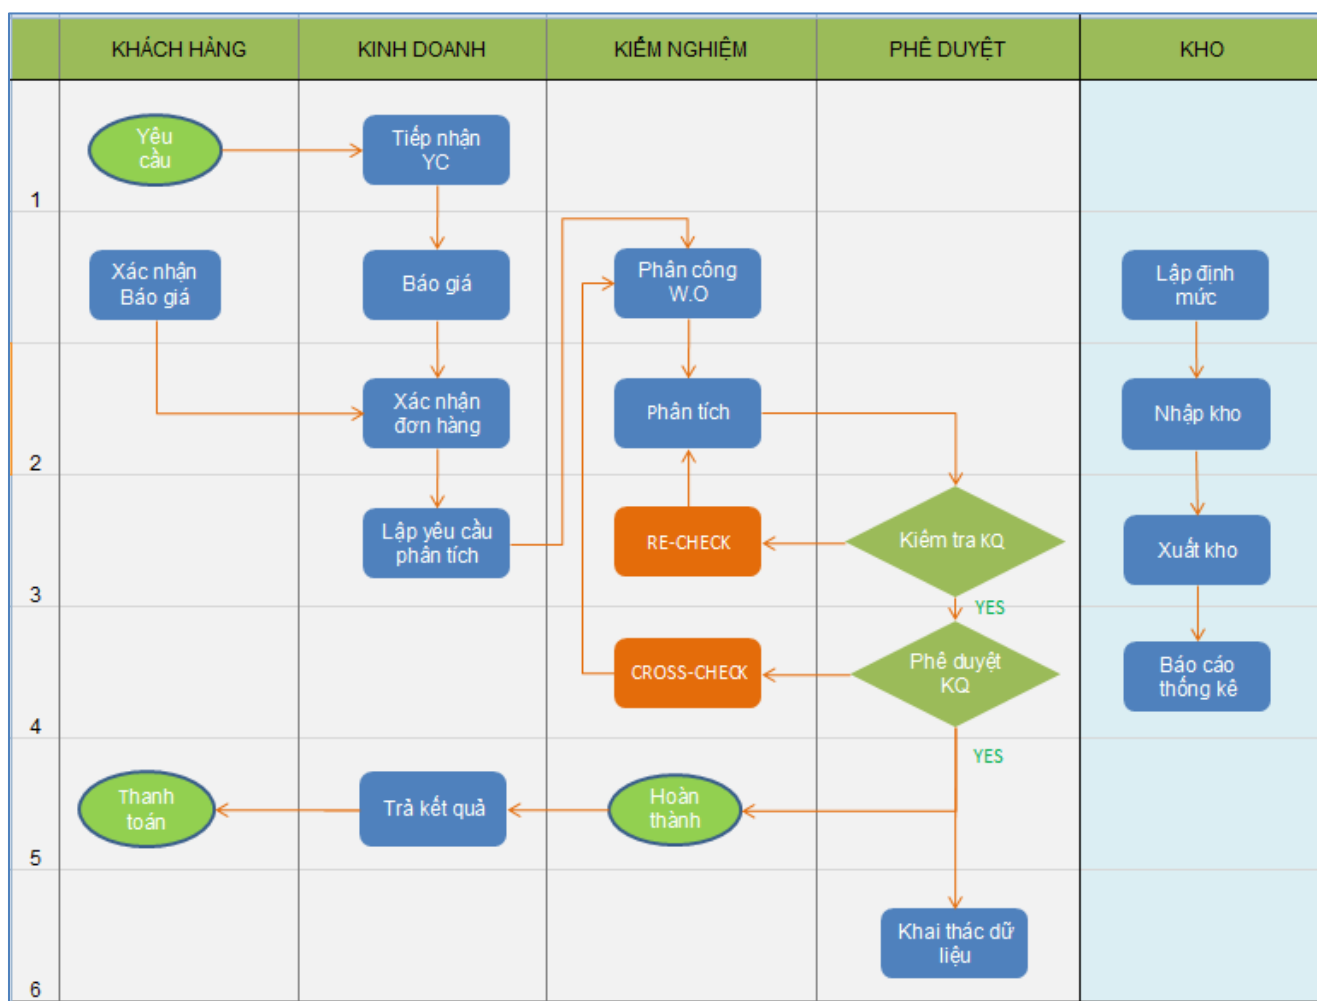 KHÁCH HÀNG
KINH DOANH
KIỂM NGHIỆM
PHÊ DUYỆT
KHO
Yêu
cầu
Tiếp nhận
YC
1
Xác nhận
Báo giá
Báo giá
Phân công
W.O
Lập định
mức
Xác nhận
đơn hàng
Phân tích
Nhập kho
2
Lập yêu cầu
phân tích
RE-CHECK
Kiểm tra KQ
Xuất kho
3
YES
CROSS-CHECK
Phê duyệt
KQ
Báo cáo
thống kê
4
YES
Thanh
toán
Trả kết quả
Hoàn
thành
5
Khai thác dữ
liệu
6